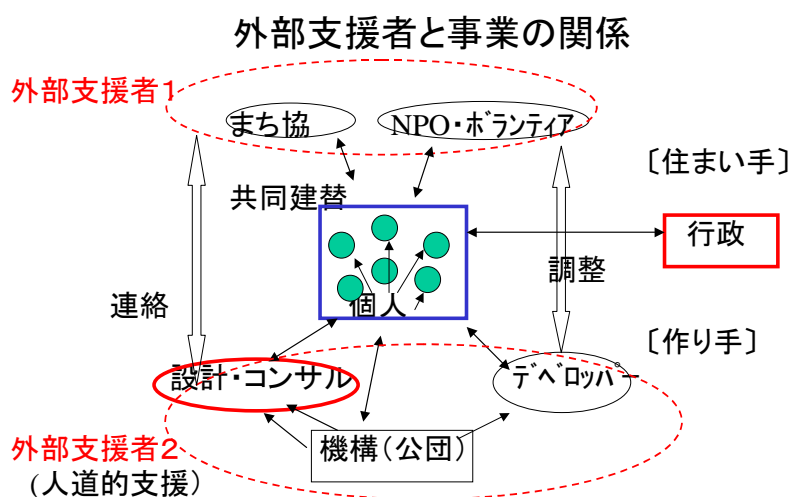 外部支援者と事業の関係
外部支援者1
まち協
NPO・ボランティア
〔住まい手〕
共同建替
行政
調整
連絡
個人
〔作り手〕
設計・コンサル
デベロッパー
外部支援者2
機構(公団)
(人道的支援)